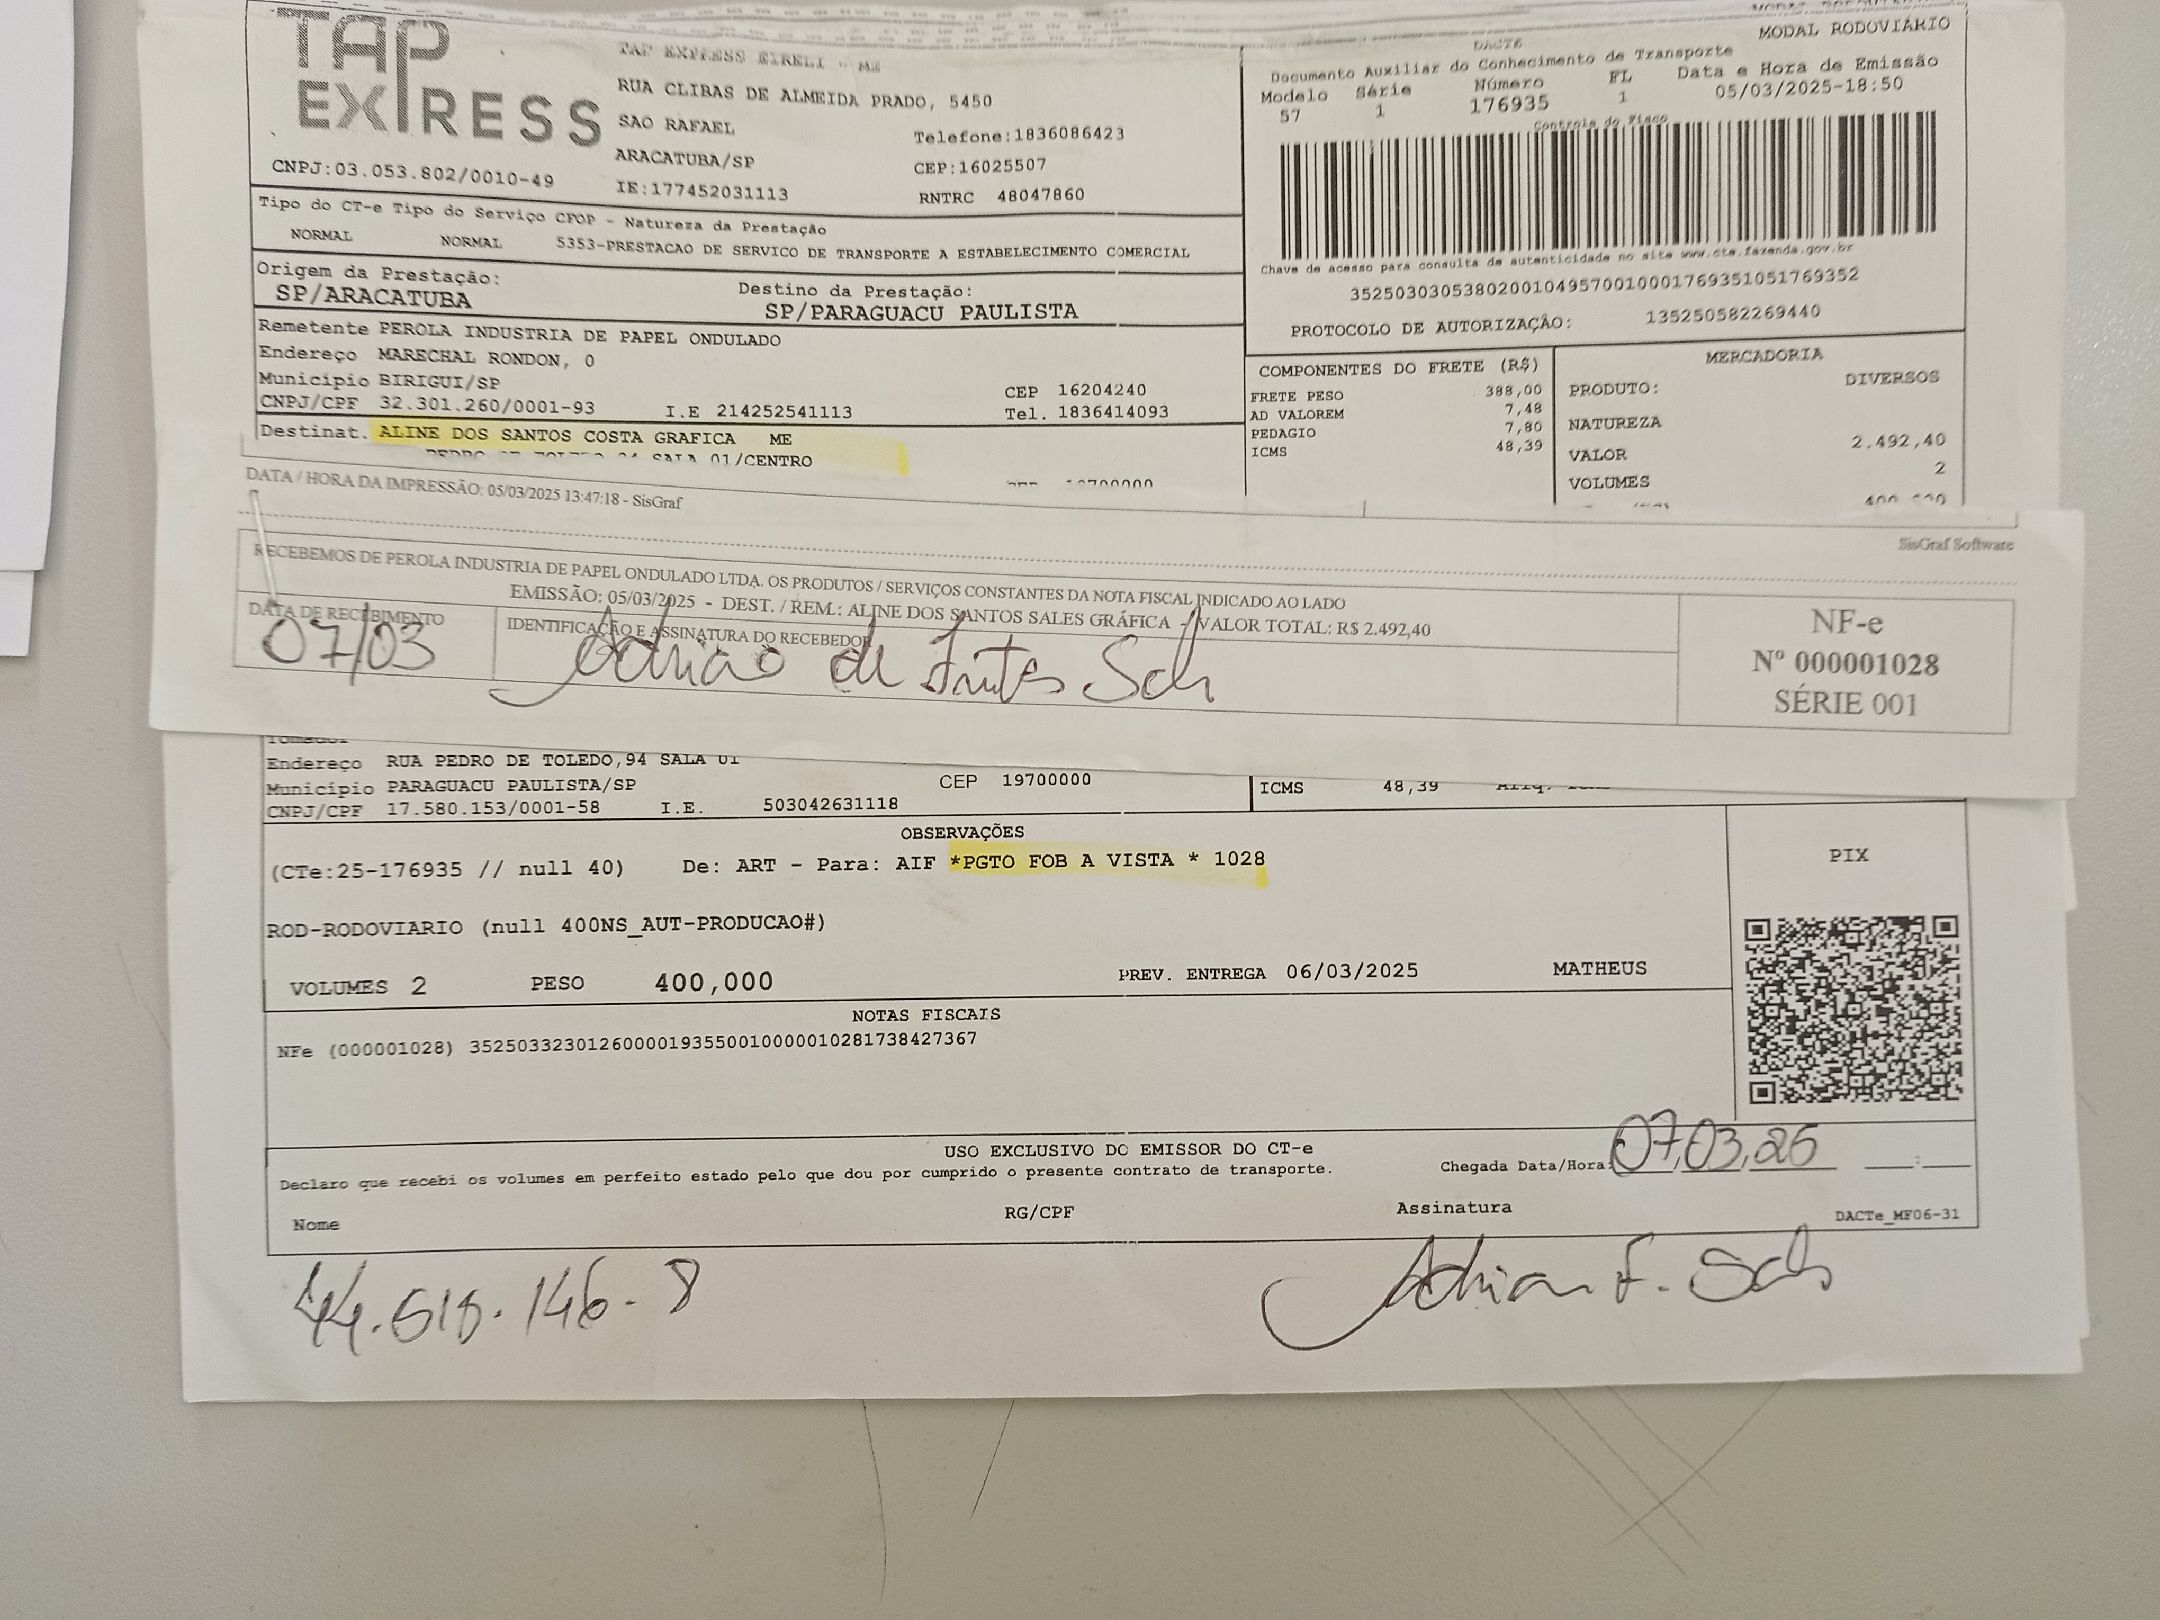 MODAL RODOVIÁRIO
TAP EXPRESS
TAP EXPRESS EIRELI - ME
RUA CLIBAS DE ALMEIDA PRADO, 5450
SAO RAFAEL
Telefone:1836086423
ARACATUBA/SP
CEP:16025507
CNPJ:03.053.802/0010-49
IE:177452031113
RNTRC 48047860
DACTE
Documento Auxiliar do Conhecimento de Transporte
Modelo Série Número FL Data e Hora de Emissão
57 1 176935 1 05/03/2025-18:50
Controle do Fisco
Chave de acesso para consulta de autenticidade no site www.cte.fazenda.gov.br
35250303053802001049570010001769351051769352
PROTOCOLO DE AUTORIZAÇÃO: 135250582269440
Tipo do CT-e Tipo do Serviço CFOP - Natureza da Prestação
NORMAL NORMAL 5353-PRESTACAO DE SERVICO DE TRANSPORTE A ESTABELECIMENTO COMERCIAL
Origem da Prestação:
SP/ARACATUBA
Destino da Prestação:
SP/PARAGUACU PAULISTA
Remetente PEROLA INDUSTRIA DE PAPEL ONDULADO
Endereço MARECHAL RONDON, 0
Município BIRIGUI/SP
CEP 16204240
CNPJ/CPF 32.301.260/0001-93 I.E 214252541113 Tel. 1836414093
Destinat. ALINE DOS SANTOS COSTA GRAFICA ME
SALA 01/CENTRO
COMPONENTES DO FRETE (R$)
FRETE PESO 388,00
AD VALOREM 7,48
PEDAGIO 7,80
ICMS 48,39
MERCADORIA
PRODUTO: DIVERSOS
NATUREZA
VALOR 2.492,40
VOLUMES 2
DATA / HORA DA IMPRESSÃO: 05/03/2025 13:47:18 - SisGraf
SisGraf Software
RECEBEMOS DE PEROLA INDUSTRIA DE PAPEL ONDULADO LTDA. OS PRODUTOS / SERVIÇOS CONSTANTES DA NOTA FISCAL INDICADO AO LADO
EMISSÃO: 05/03/2025 - DEST. / REM.: ALINE DOS SANTOS SALES GRÁFICA - VALOR TOTAL: R$ 2.492,40
DATA DE RECEBIMENTO
07/03
IDENTIFICAÇÃO E ASSINATURA DO RECEBEDOR
NF-e
Nº 000001028
SÉRIE 001
Tomador
Endereço RUA PEDRO DE TOLEDO,94 SALA 01
Município PARAGUACU PAULISTA/SP CEP 19700000
CNPJ/CPF 17.580.153/0001-58 I.E. 503042631118
ICMS 48,39
OBSERVAÇÕES
(CTe:25-176935 // null 40) De: ART - Para: AIF *PGTO FOB A VISTA * 1028
ROD-RODOVIARIO (null 400NS_AUT-PRODUCAO#)
VOLUMES 2 PESO 400,000 PREV. ENTREGA 06/03/2025 MATHEUS
PIX
NOTAS FISCAIS
NFe (000001028) 35250332301260000193550010000010281738427367
USO EXCLUSIVO DO EMISSOR DO CT-e
Declaro que recebi os volumes em perfeito estado pelo que dou por cumprido o presente contrato de transporte.
Chegada Data/Hora: 07,03,25
Nome RG/CPF Assinatura DACTe_MF06-31